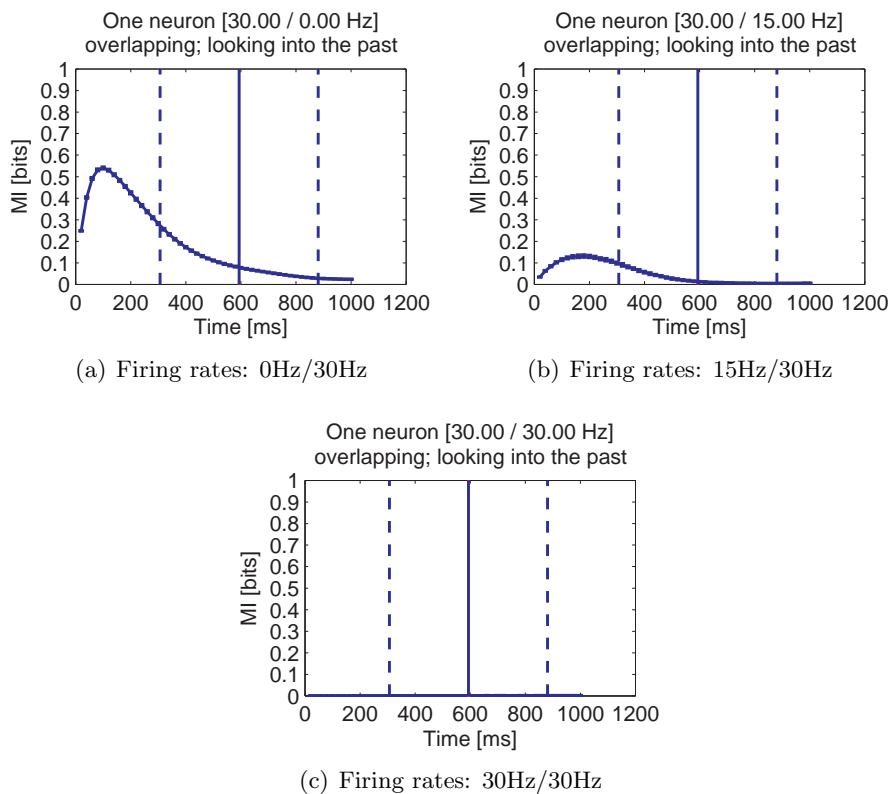 One neuron [30.00 / 0.00 Hz]
overlapping; looking into the past
1
0.9
0.8
0.7
0.6
0.5
0.4
0.3
0.2
0.1
0
MI [bits]
0 200 400 600 800 1000 1200
Time [ms]
(a) Firing rates: 0Hz/30Hz
One neuron [30.00 / 15.00 Hz]
overlapping; looking into the past
1
0.9
0.8
0.7
0.6
0.5
0.4
0.3
0.2
0.1
0
MI [bits]
0 200 400 600 800 1000 1200
Time [ms]
(b) Firing rates: 15Hz/30Hz
One neuron [30.00 / 30.00 Hz]
overlapping; looking into the past
1
0.9
0.8
0.7
0.6
0.5
0.4
0.3
0.2
0.1
0
MI [bits]
0 200 400 600 800 1000 1200
Time [ms]
(c) Firing rates: 30Hz/30Hz